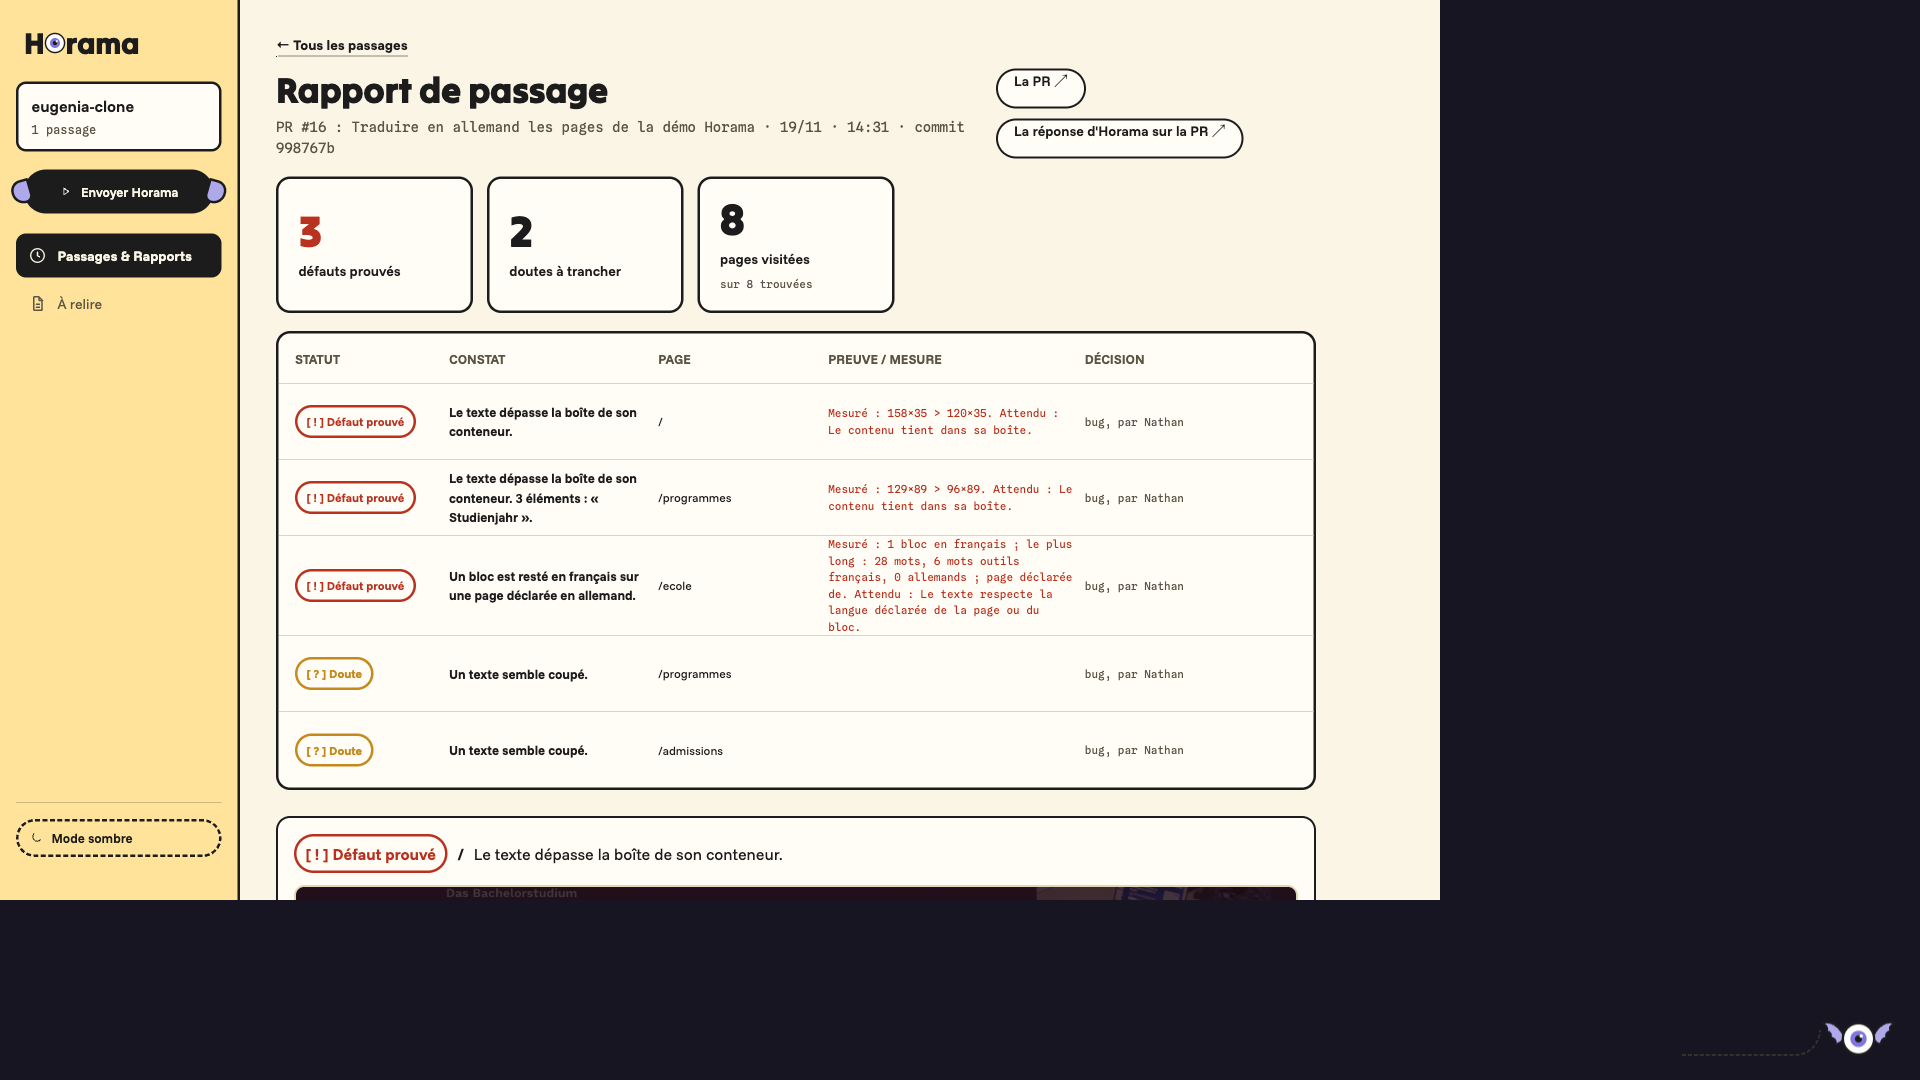 Horama
eugenia-clone
1 passage
Envoyer Horama
Passages & Rapports
À relire
Mode sombre
← Tous les passages
Rapport de passage
PR #16 : Traduire en allemand les pages de la démo Horama · 19/11 · 14:31 · commit
998767b
La PR ↗
La réponse d'Horama sur la PR ↗
3
défauts prouvés
2
doutes à trancher
8
pages visitées
sur 8 trouvées
STATUT CONSTAT PAGE PREUVE / MESURE DÉCISION
[ ! ] Défaut prouvé
Le texte dépasse la boîte de son
conteneur.
/
Mesuré : 158×35 > 120×35. Attendu :
Le contenu tient dans sa boîte.
bug, par Nathan
[ ! ] Défaut prouvé
Le texte dépasse la boîte de son
conteneur. 3 éléments : «
Studienjahr ».
/programmes
Mesuré : 129×89 > 96×89. Attendu : Le
contenu tient dans sa boîte.
bug, par Nathan
[ ! ] Défaut prouvé
Un bloc est resté en français sur
une page déclarée en allemand.
/ecole
Mesuré : 1 bloc en français ; le plus
long : 28 mots, 6 mots outils
français, 0 allemands ; page déclarée
de. Attendu : Le texte respecte la
langue déclarée de la page ou du
bloc.
bug, par Nathan
[ ? ] Doute
Un texte semble coupé.
/programmes
bug, par Nathan
[ ? ] Doute
Un texte semble coupé.
/admissions
bug, par Nathan
[ ! ] Défaut prouvé / Le texte dépasse la boîte de son conteneur.
Das Bachelorstudium